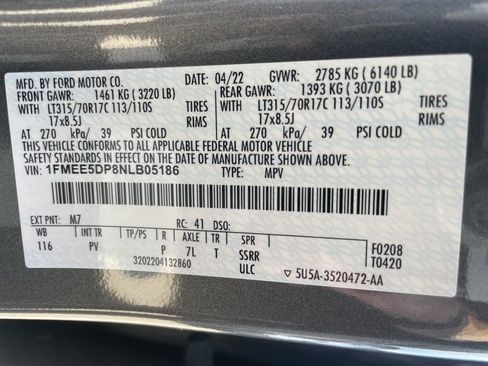 MFD. BY FORD MOTOR CO. 04/22 GVWR: 2785 KG ( 6140 LB)
FRONT GAWR: 1461 KG ( 3220 LB) REAR GAWR: 1393 KG ( 3070 LB)
WITH LT315/70R17C 113/110S TIRES WITH LT315/70R17C 113/110S TIRES
17x8.5J RIMS 17x8.5J RIMS
AT 270 kPa/ 39 PSI COLD AT 270 kPa/ 39 PSI COLD
THIS VEHICLE CONFORMS TO ALL APPLICABLE FEDERAL MOTOR VEHICLE
SAFETY STANDARDS IN EFFECT ON THE DATE OF MANUFACTURE SHOWN ABOVE.
VIN: 1FMEE5DP8NLB05186 TYPE: MPV
EXT PNT: M7 RC: 41 DSO:
WB INT TR TP/PS R AXLE TR SPR F0208
116 PV P 7L T SSRR T0420
3202204132860 ULC ▽ 5U5A-3520472-AA